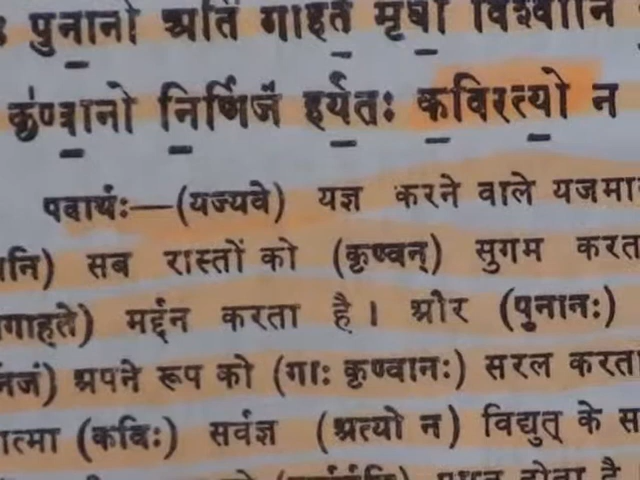 पुनानो अति गाहते मृधो विश्वानि
कृण्वानो निर्णिजं हर्यतः कविरत्यो न
पदार्थः—(यज्यवे) यज्ञ करने वाले यजमा
नि) सब रास्तों को (कृण्वन्) सुगम करत
गाहते) मर्द्दन करता है । और (पुनानः)
र्निजं) अपने रूप को (गाः कृण्वानः) सरल करता
त्मा (कविः) सर्वज्ञ (अत्यो न) विद्युत् के स